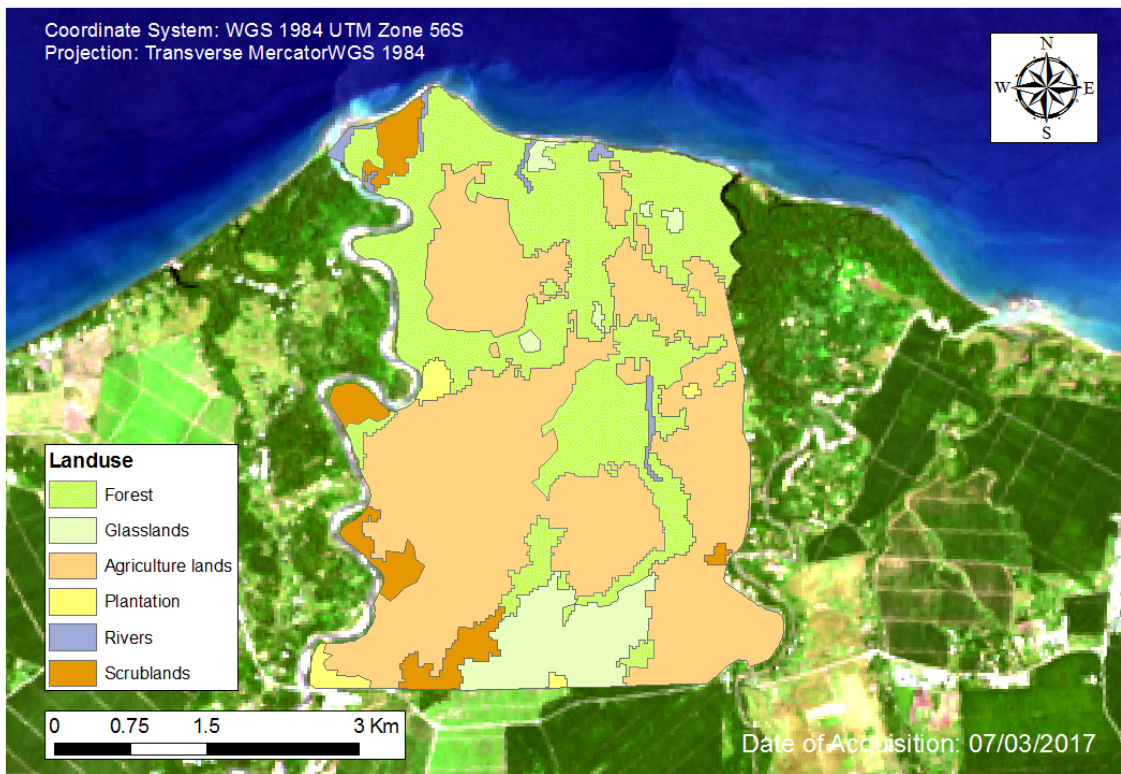 Coordinate System: WGS 1984 UTM Zone 56S
Projection: Transverse MercatorWGS 1984
N
W E
S
Landuse
Forest
Glasslands
Agriculture lands
Plantation
Rivers
Scrublands
0 0.75 1.5 3 Km
Date of Acquisition: 07/03/2017